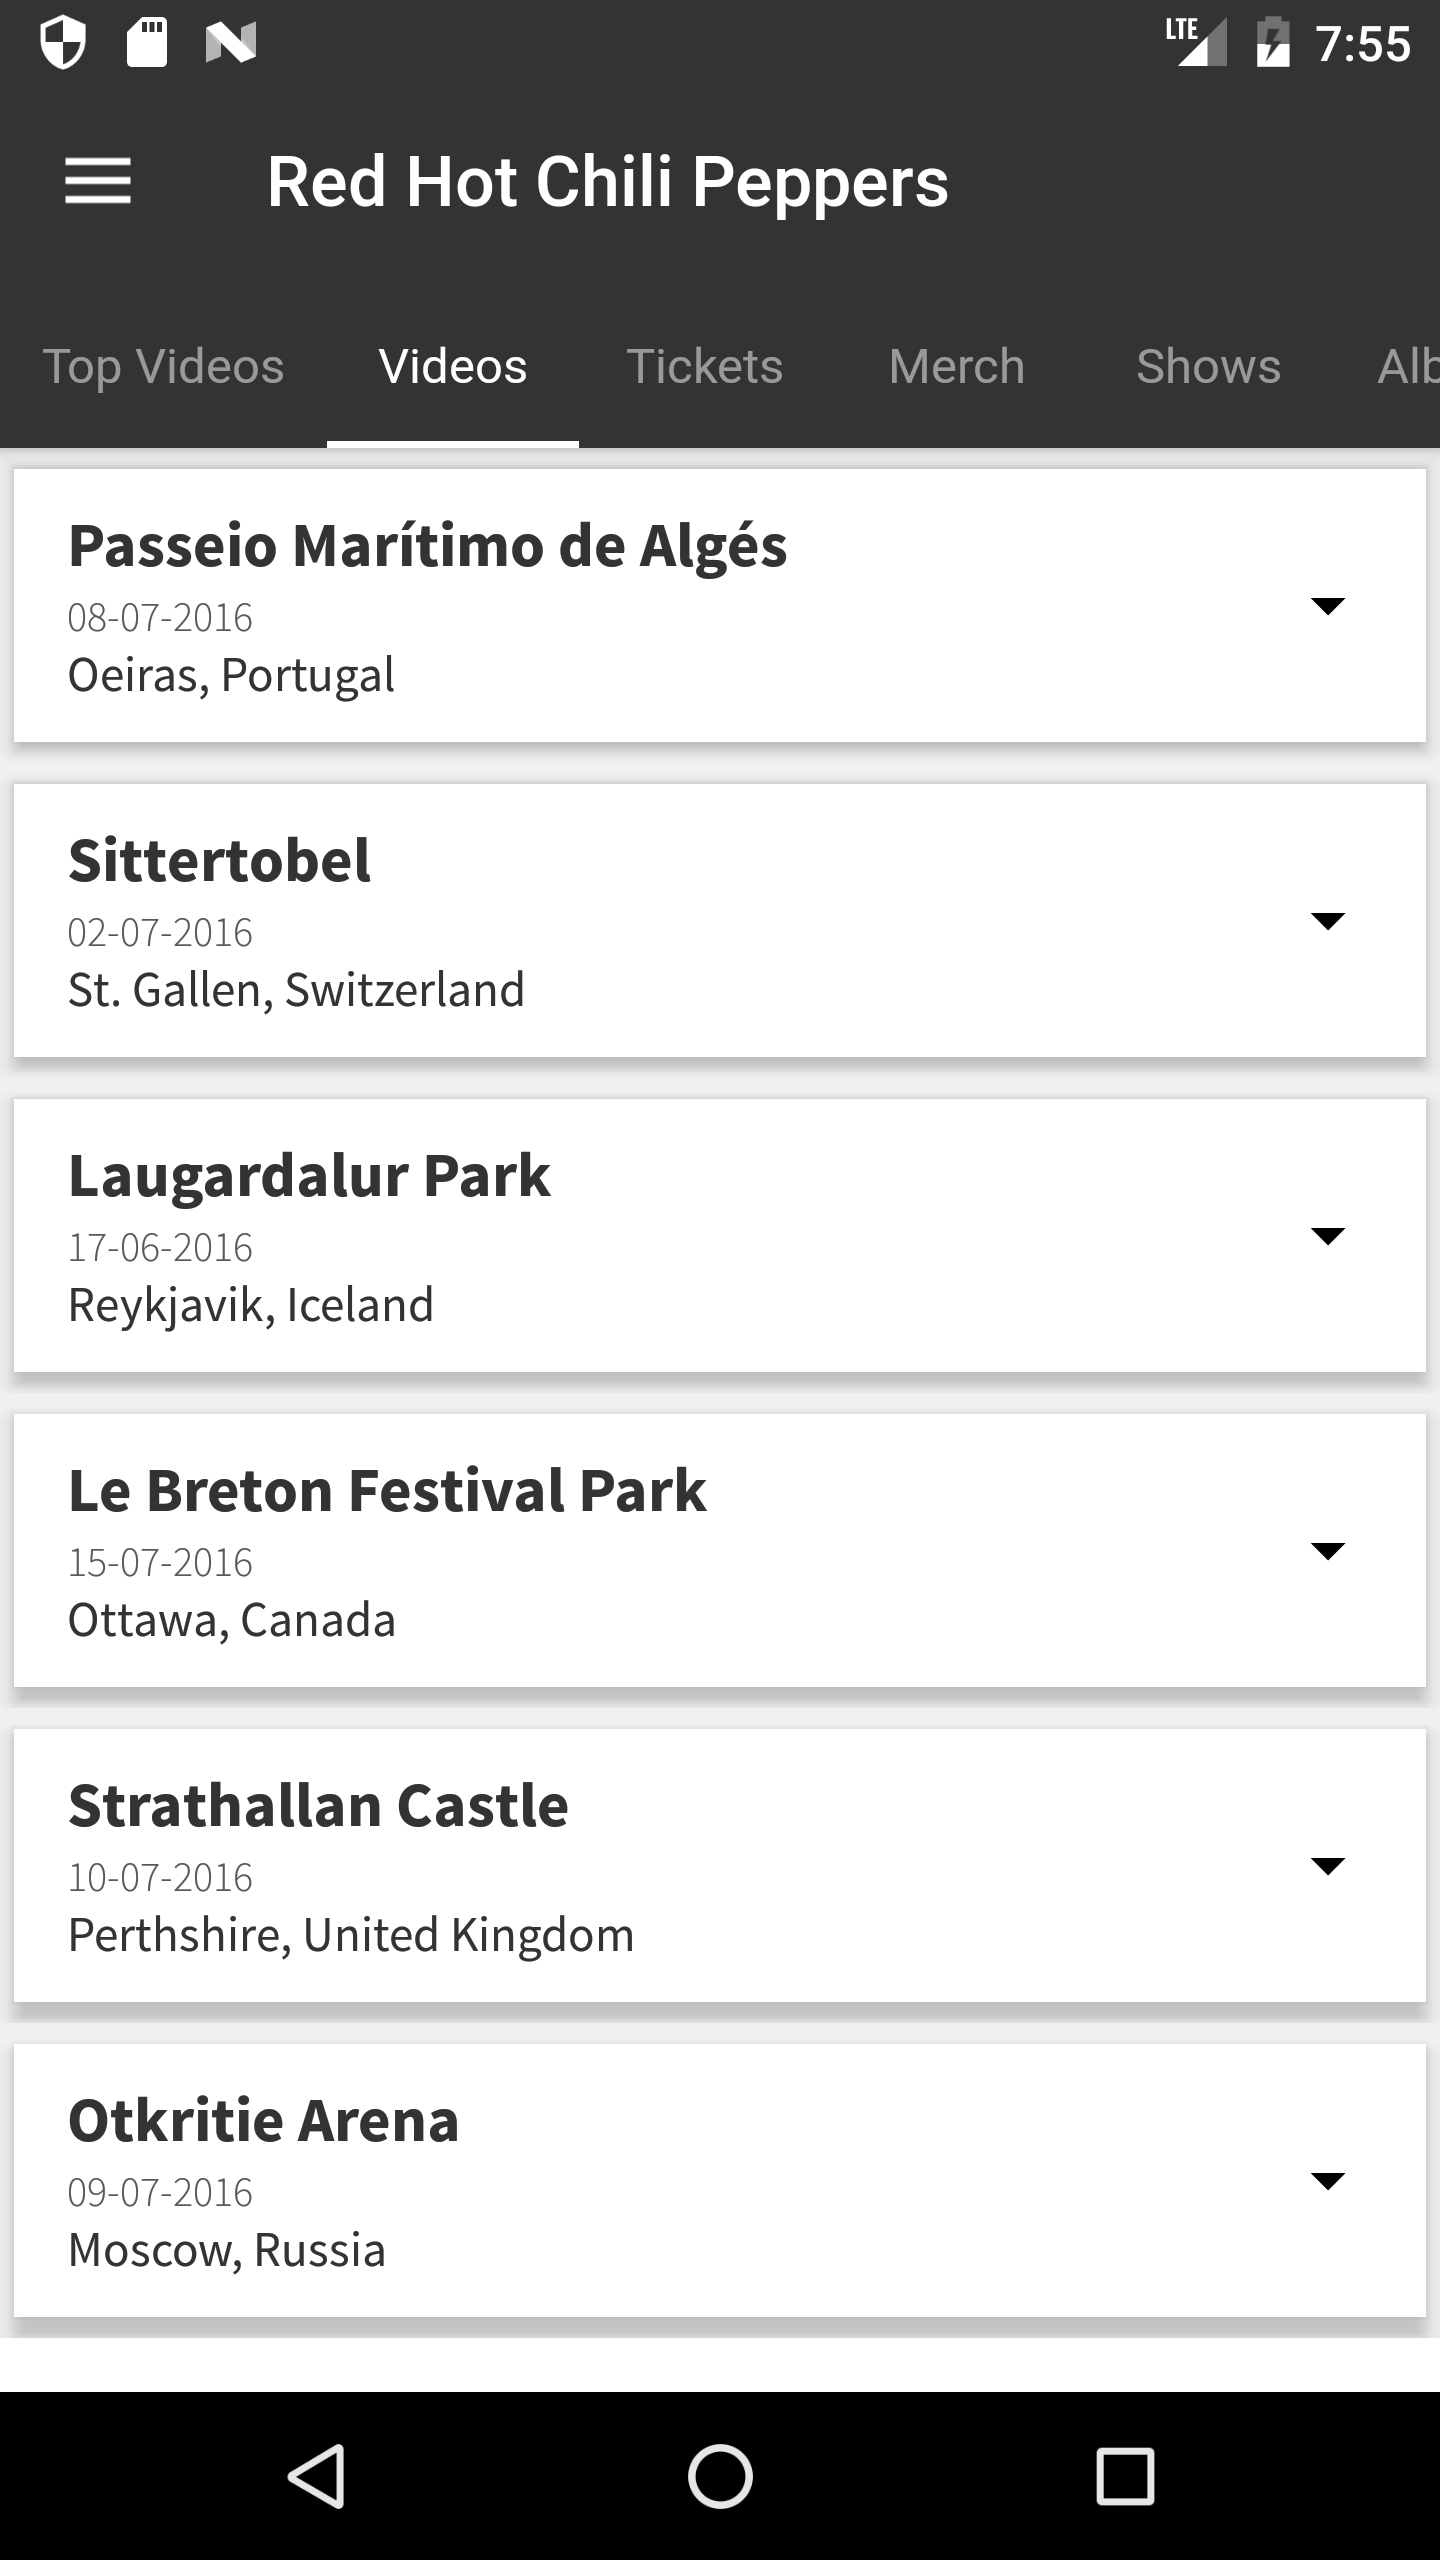 LTE 7:55
Red Hot Chili Peppers
Top Videos Videos Tickets Merch Shows Alb
Passeio Marítimo de Algés
08-07-2016
Oeiras, Portugal
Sittertobel
02-07-2016
St. Gallen, Switzerland
Laugardalur Park
17-06-2016
Reykjavik, Iceland
Le Breton Festival Park
15-07-2016
Ottawa, Canada
Strathallan Castle
10-07-2016
Perthshire, United Kingdom
Otkritie Arena
09-07-2016
Moscow, Russia